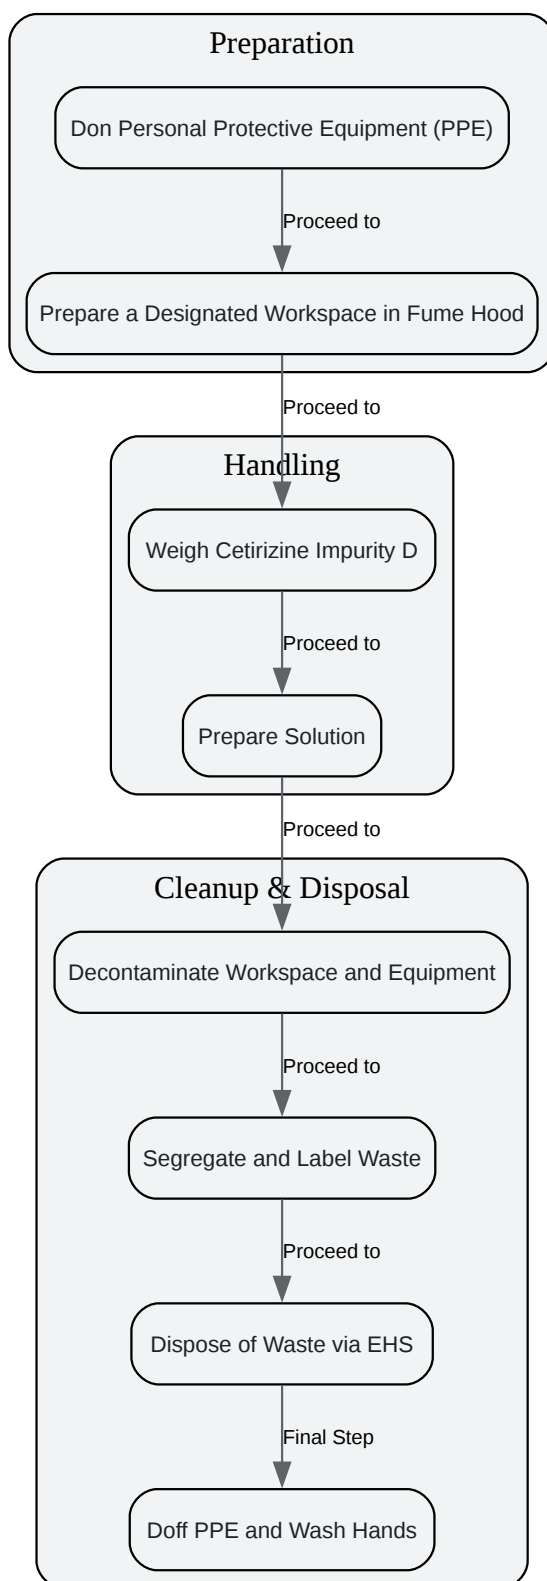 Preparation
Don Personal Protective Equipment (PPE)
Proceed to
Prepare a Designated Workspace in Fume Hood
Proceed to
Handling
Weigh Cetirizine Impurity D
Proceed to
Prepare Solution
Proceed to
Cleanup & Disposal
Decontaminate Workspace and Equipment
Proceed to
Segregate and Label Waste
Proceed to
Dispose of Waste via EHS
Final Step
Doff PPE and Wash Hands